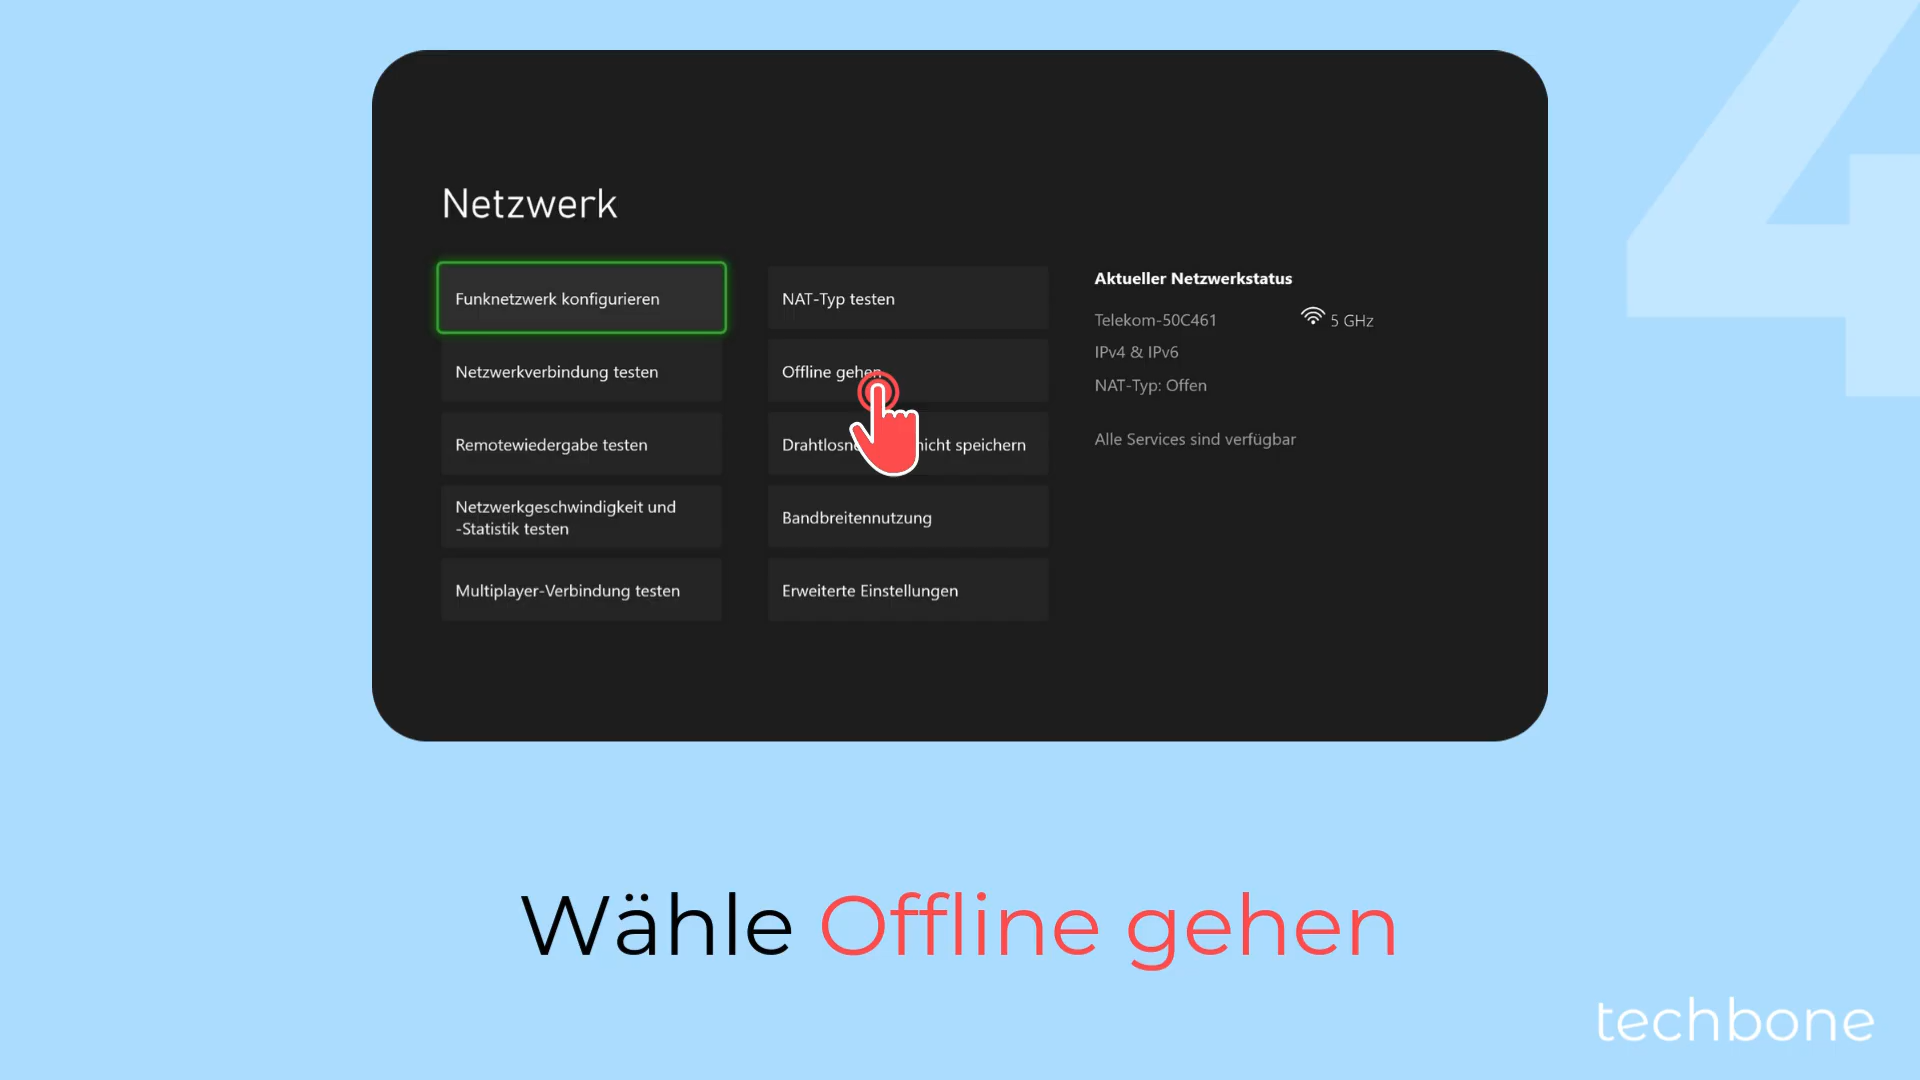 4
Netzwerk
Funknetzwerk konfigurieren
Netzwerkverbindung testen
Remotewiedergabe testen
Netzwerkgeschwindigkeit und
-Statistik testen
Multiplayer-Verbindung testen
NAT-Typ testen
Offline gehen
nicht speichern
Bandbreitennutzung
Erweiterte Einstellungen
Aktueller Netzwerkstatus
Telekom-50C461 5 GHz
IPv4 & IPv6
NAT-Typ: Offen
Alle Services sind verfügbar
Wähle Offline gehen
techbone